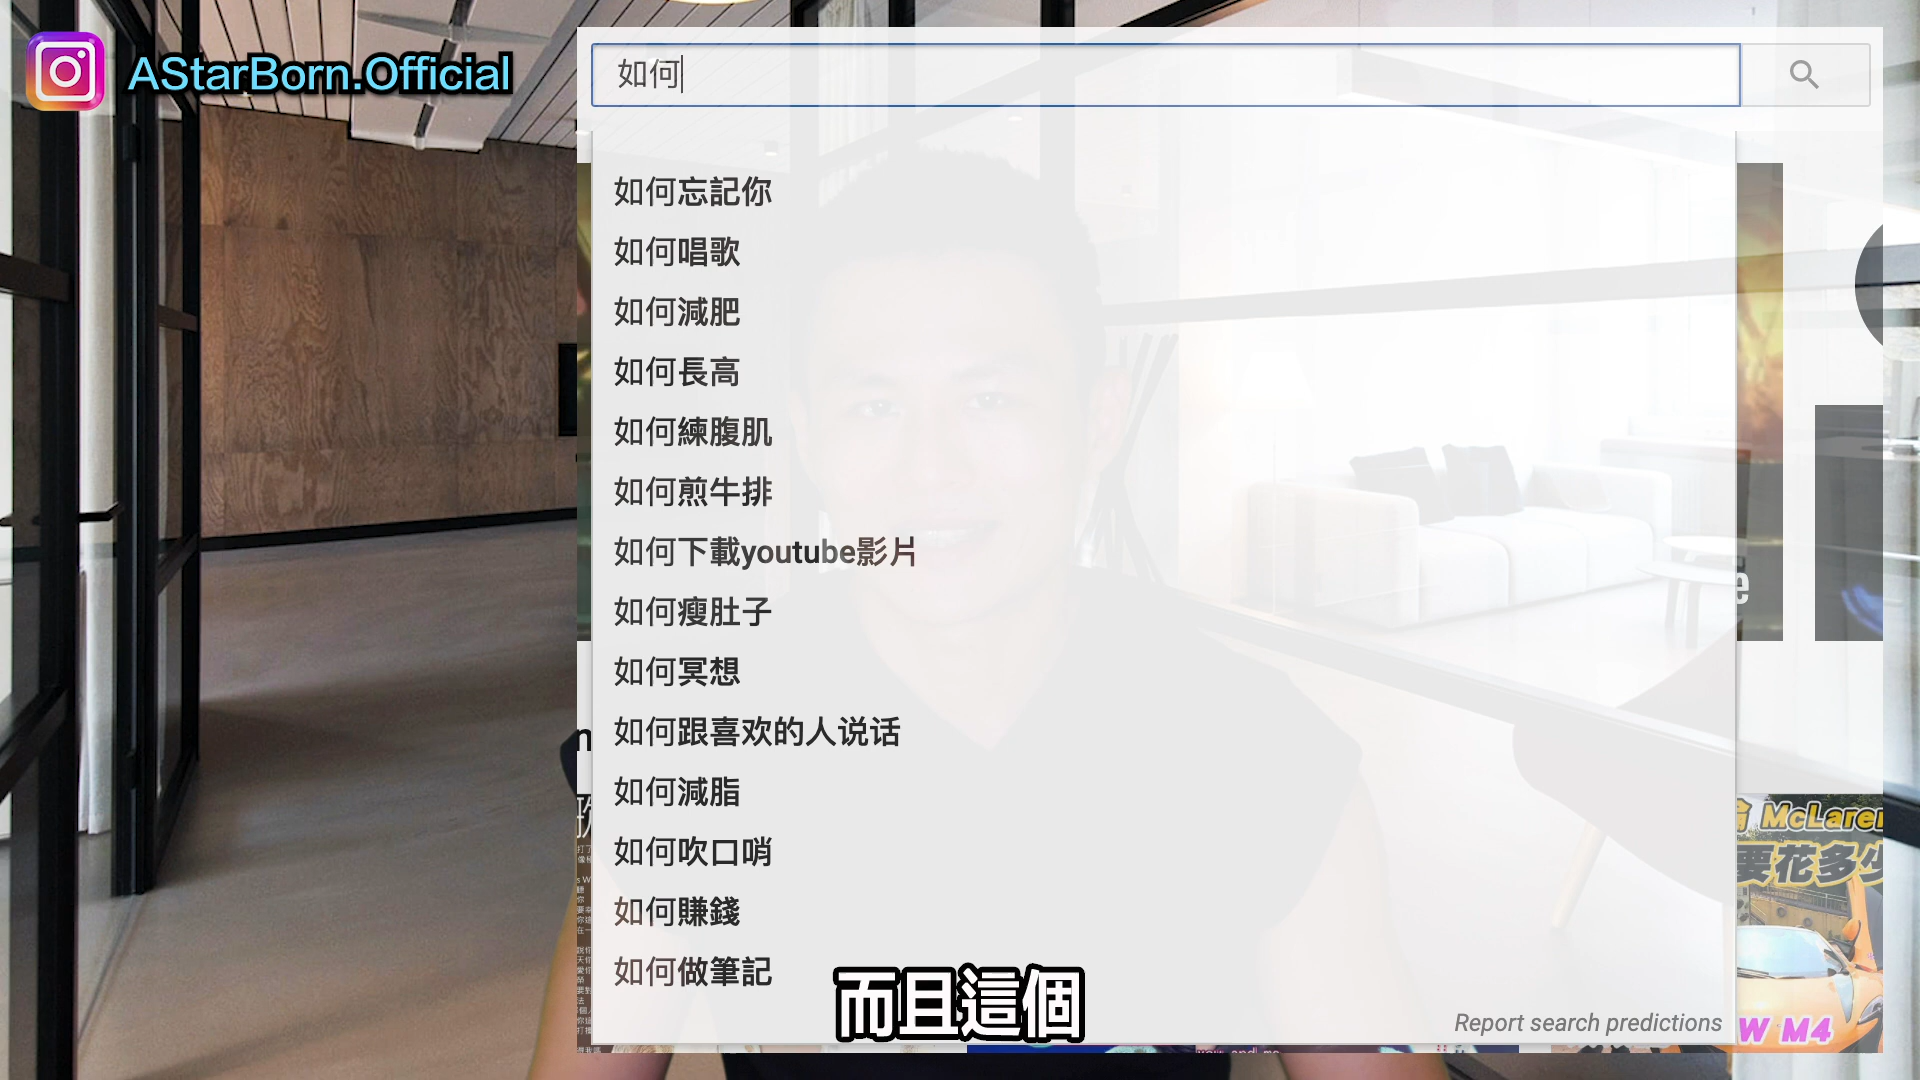 AStarBorn.Official
如何
如何忘記你
如何唱歌
如何減肥
如何長高
如何練腹肌
如何煎牛排
如何下載youtube影片
如何瘦肚子
如何冥想
如何跟喜欢的人说话
如何減脂
如何吹口哨
如何賺錢
如何做筆記
Report search predictions
而且這個
McLaren
要花多少
W M4